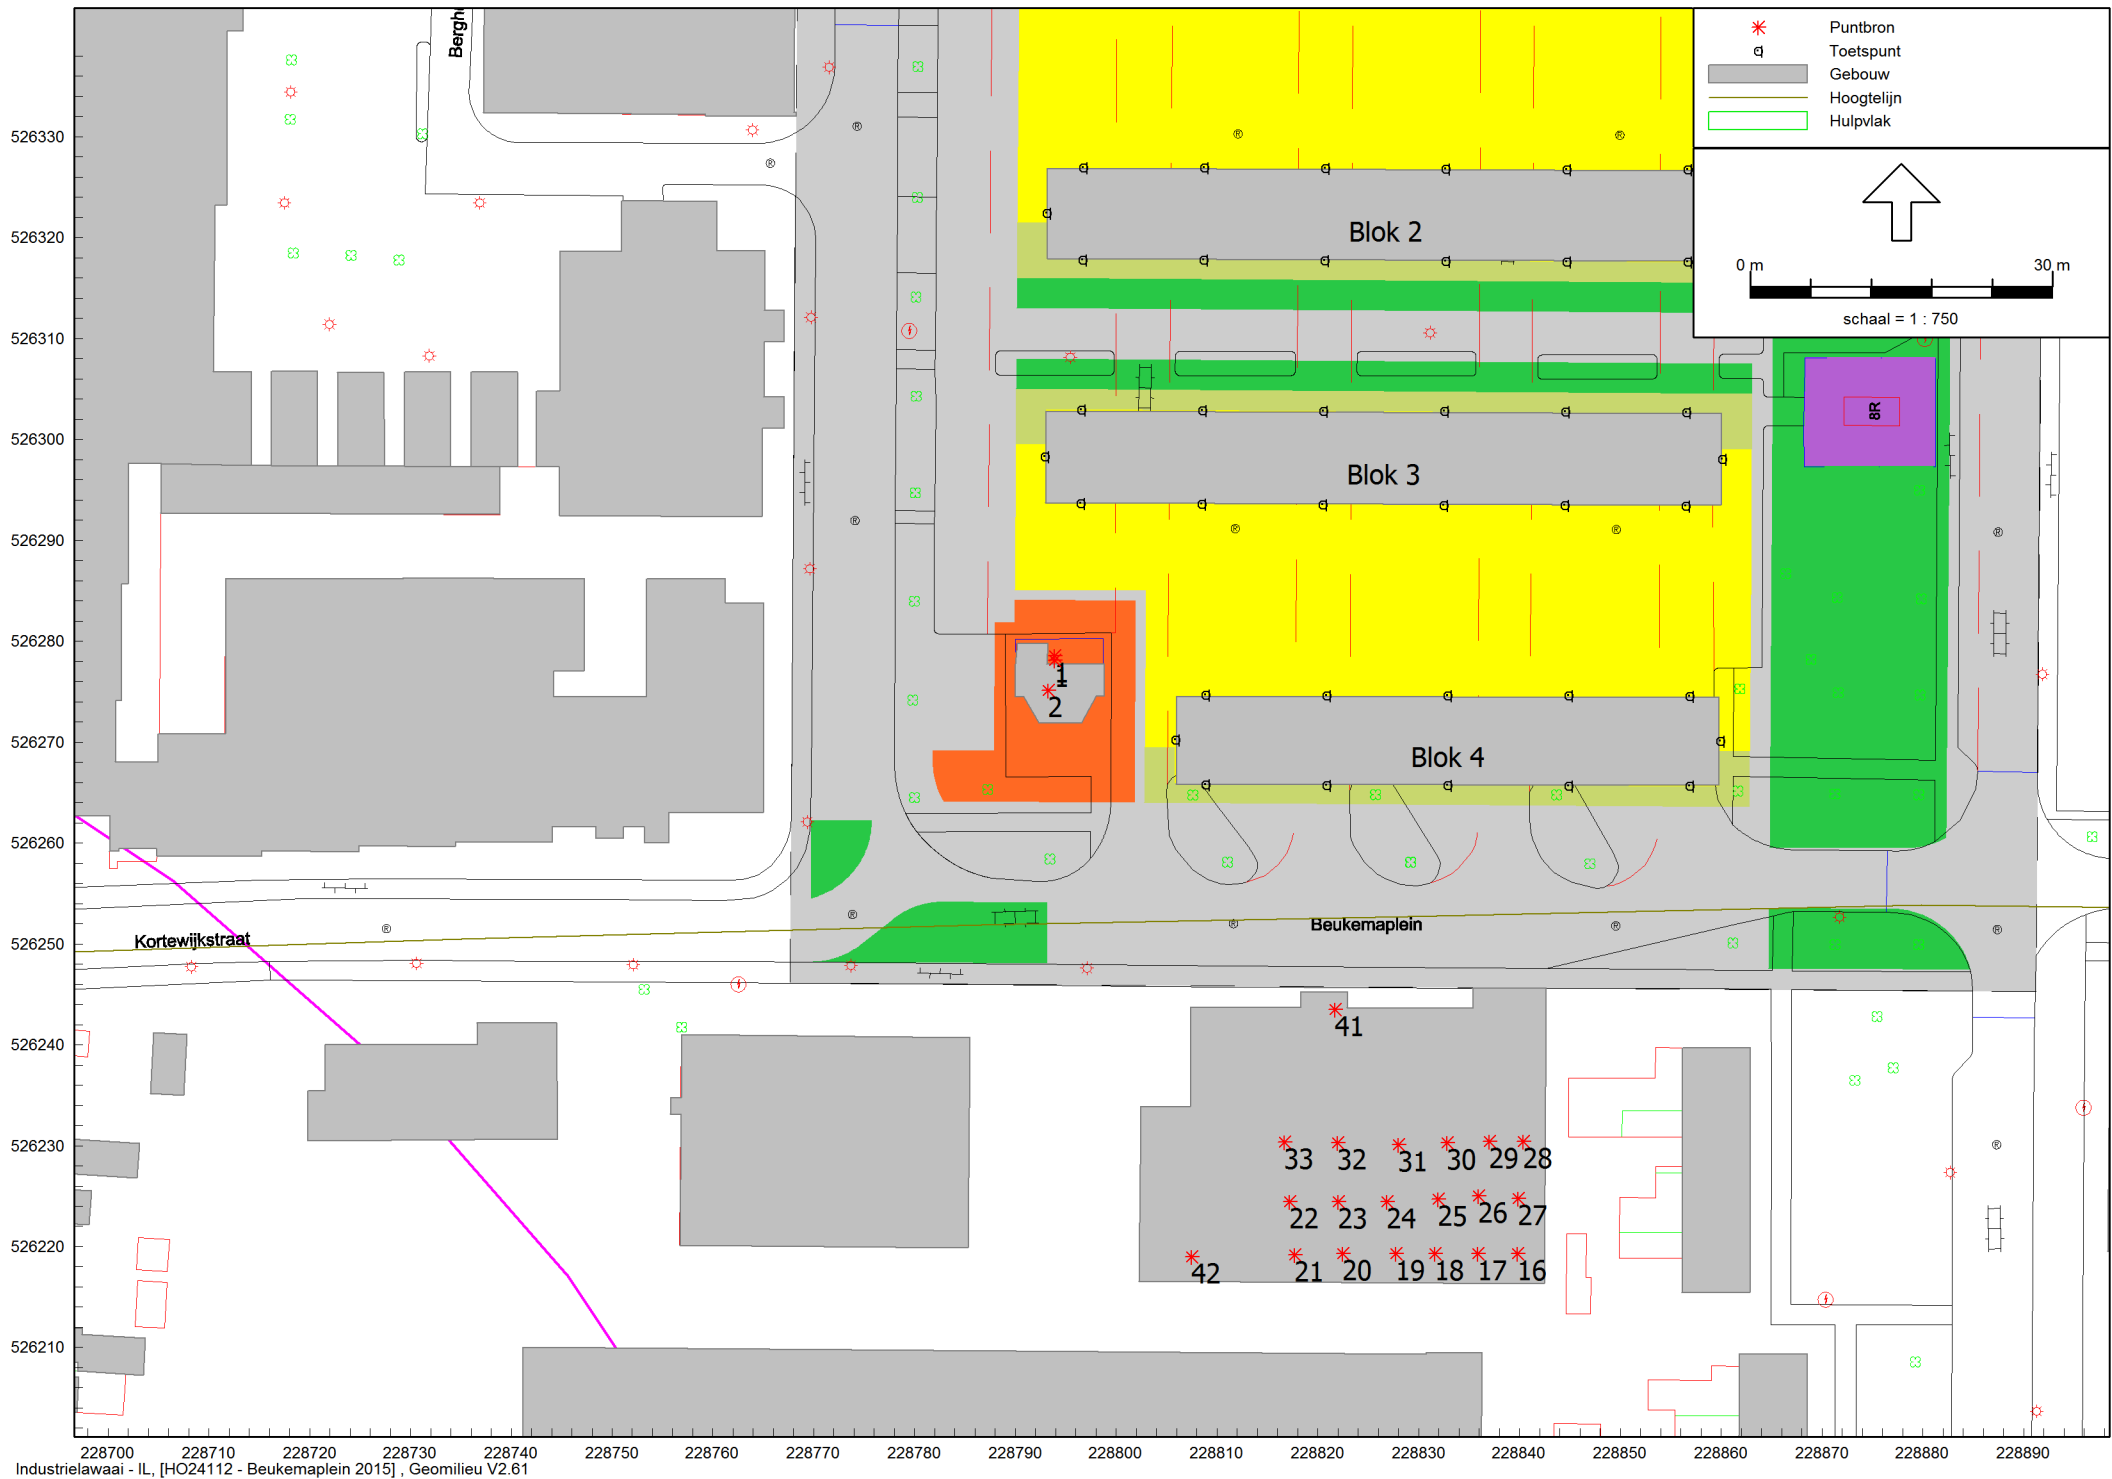 Puntbron
Toetspunt
Gebouw
Hoogtelijn
Hulpvlak
0 m
30 m
schaal = 1 : 750
526330
526320
526310
526300
526290
526280
526270
526260
526250
526240
526230
526220
526210
Blok 2
Blok 3
8R
1
2
Blok 4
Kortewijkstraat
Beukemaplein
41
33 32 31 30 29 28
22 23 24 25 26 27
42 21 20 19 18 17 16
228700 228710 228720 228730 228740 228750 228760 228770 228780 228790 228800 228810 228820 228830 228840 228850 228860 228870 228880 228890
Industrielawaai - IL, [HO24112 - Beukemaplein 2015] , Geomilieu V2.61